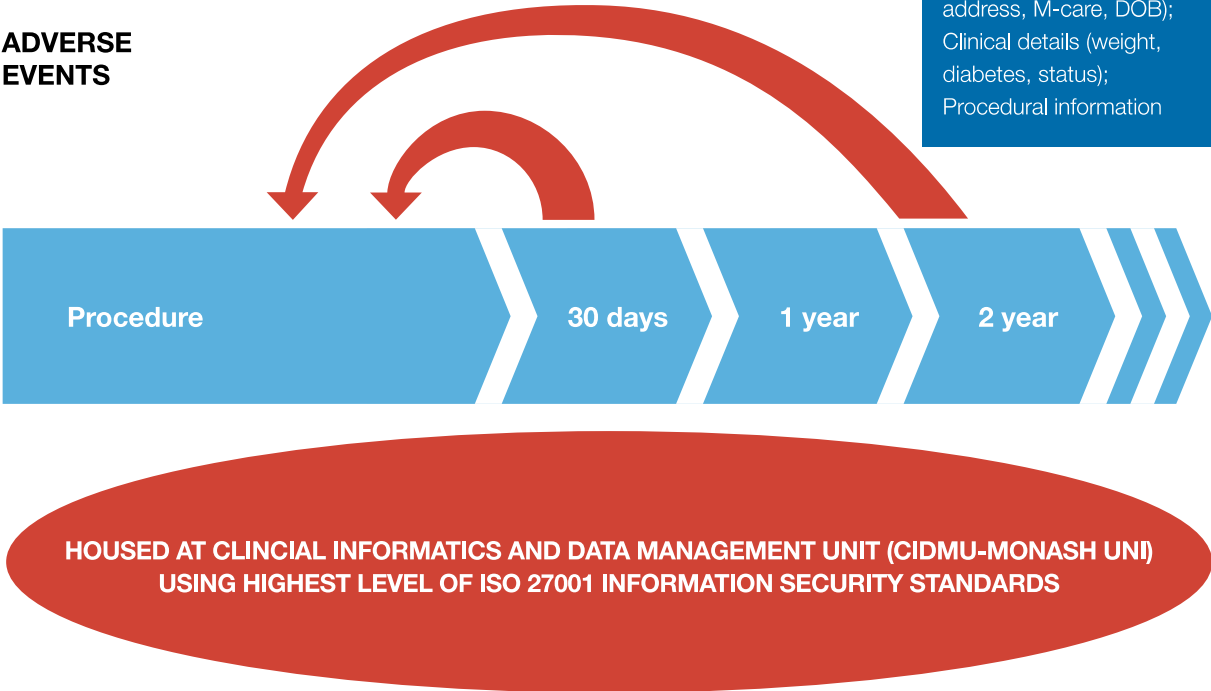 address, M-care, DOB);
Clinical details (weight,
diabetes, status);
Procedural information
ADVERSE
EVENTS
Procedure
30 days
1 year
2 year
HOUSED AT CLINCIAL INFORMATICS AND DATA MANAGEMENT UNIT (CIDMU-MONASH UNI)
USING HIGHEST LEVEL OF ISO 27001 INFORMATION SECURITY STANDARDS